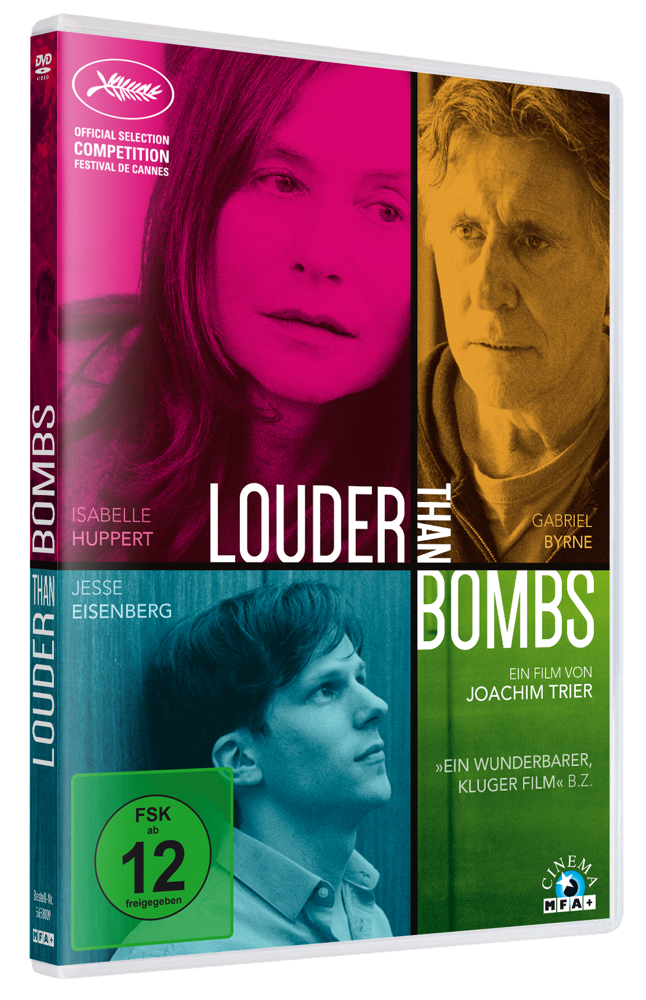 DVD
VIDEO
LOUDER THAN BOMBS
Bestell-Nr.
5658009
MFA+
OFFICIAL SELECTION
COMPETITION
FESTIVAL DE CANNES
ISABELLE
HUPPERT
GABRIEL
BYRNE
LOUDER
THAN
BOMBS
JESSE
EISENBERG
EIN FILM VON
JOACHIM TRIER
»EIN WUNDERBARER,
KLUGER FILM« B.Z.
FSK
ab
12
freigegeben
CINEMA
MFA+